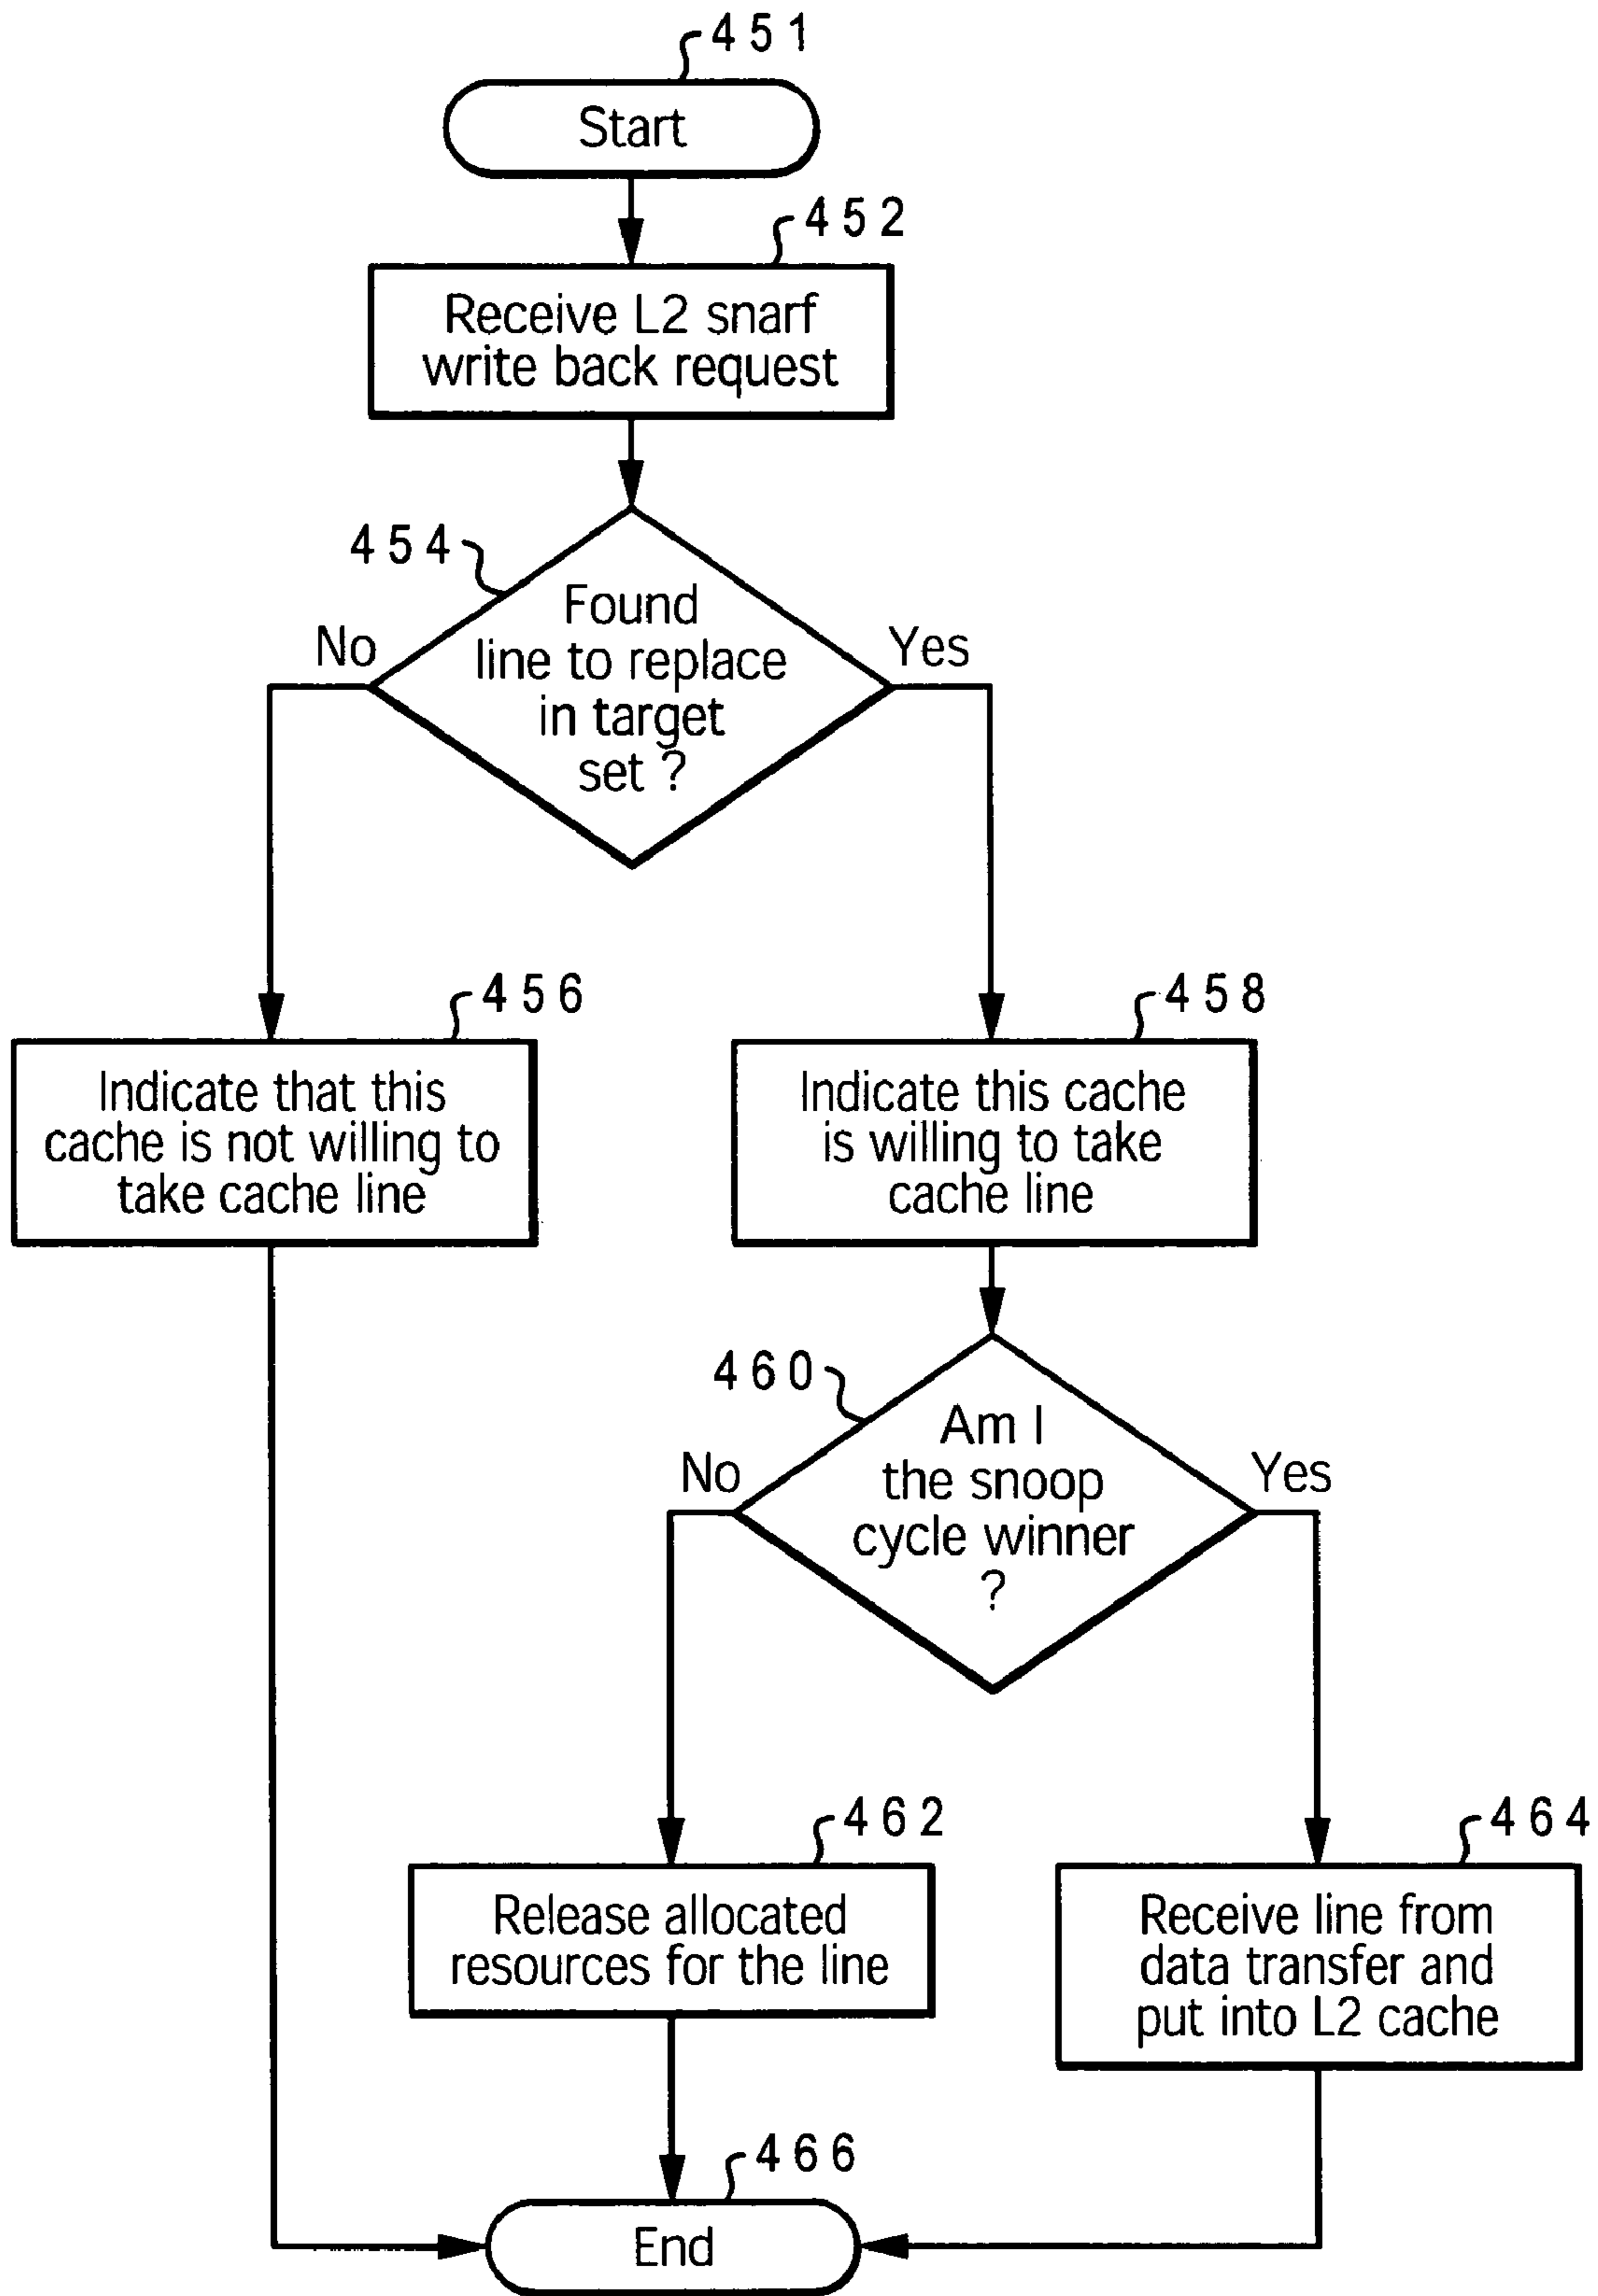 451
Start
452
Receive L2 snarf
write back request
454
Found
line to replace
in target
set ?
No
Yes
456
Indicate that this
cache is not willing to
take cache line
458
Indicate this cache
is willing to take
cache line
460
Am I
the snoop
cycle winner
?
No
Yes
462
Release allocated
resources for the line
464
Receive line from
data transfer and
put into L2 cache
466
End